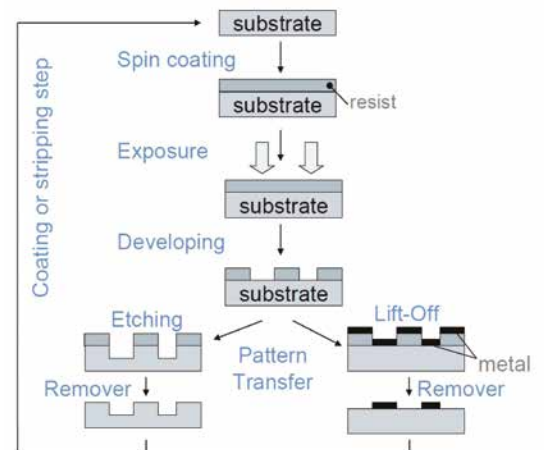 substrate
Spin coating
resist
substrate
Exposure
substrate
Developing
substrate
Coating or stripping step
Etching
Lift-Off
Pattern
Transfer
metal
Remover
Remover